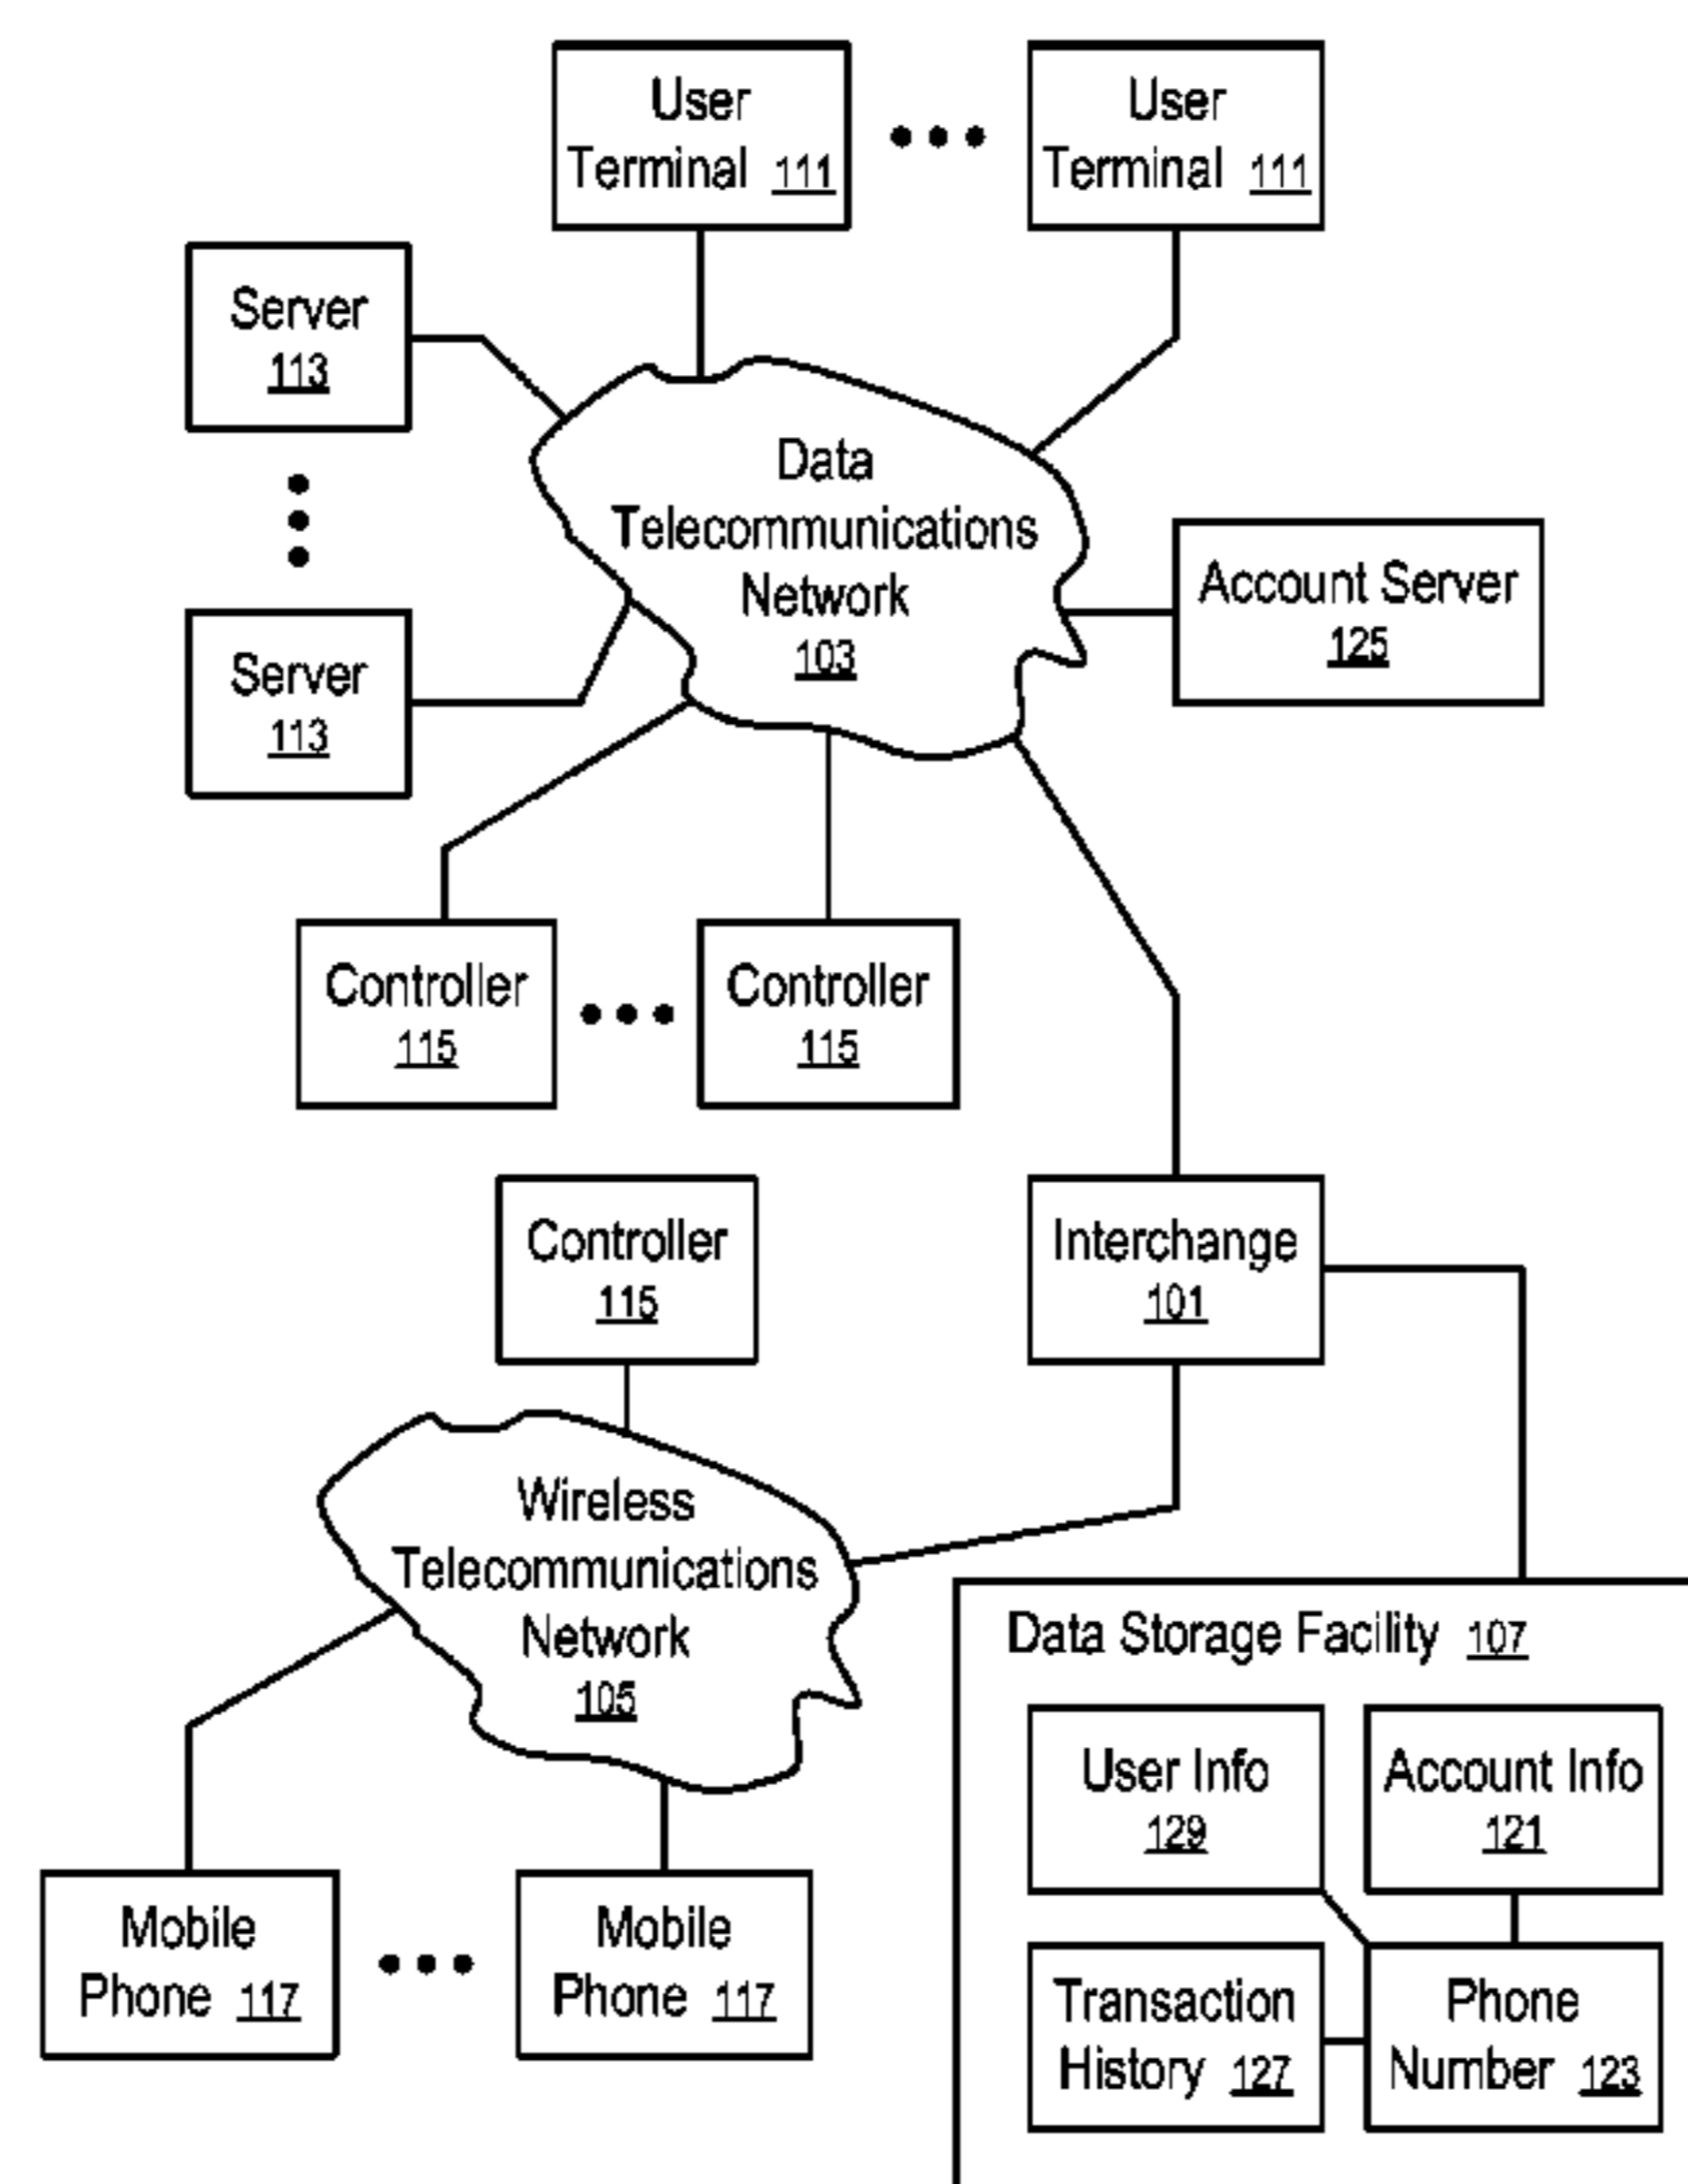 User
Terminal 111
User
Terminal 111
Server
113
Data
Telecommunications
Network
103
Account Server
125
Server
113
Controller
115
Controller
115
Controller
115
Interchange
101
Wireless
Telecommunications
Network
105
Data Storage Facility 107
User Info
129
Account Info
121
Mobile
Phone 117
Mobile
Phone 117
Transaction
History 127
Phone
Number 123